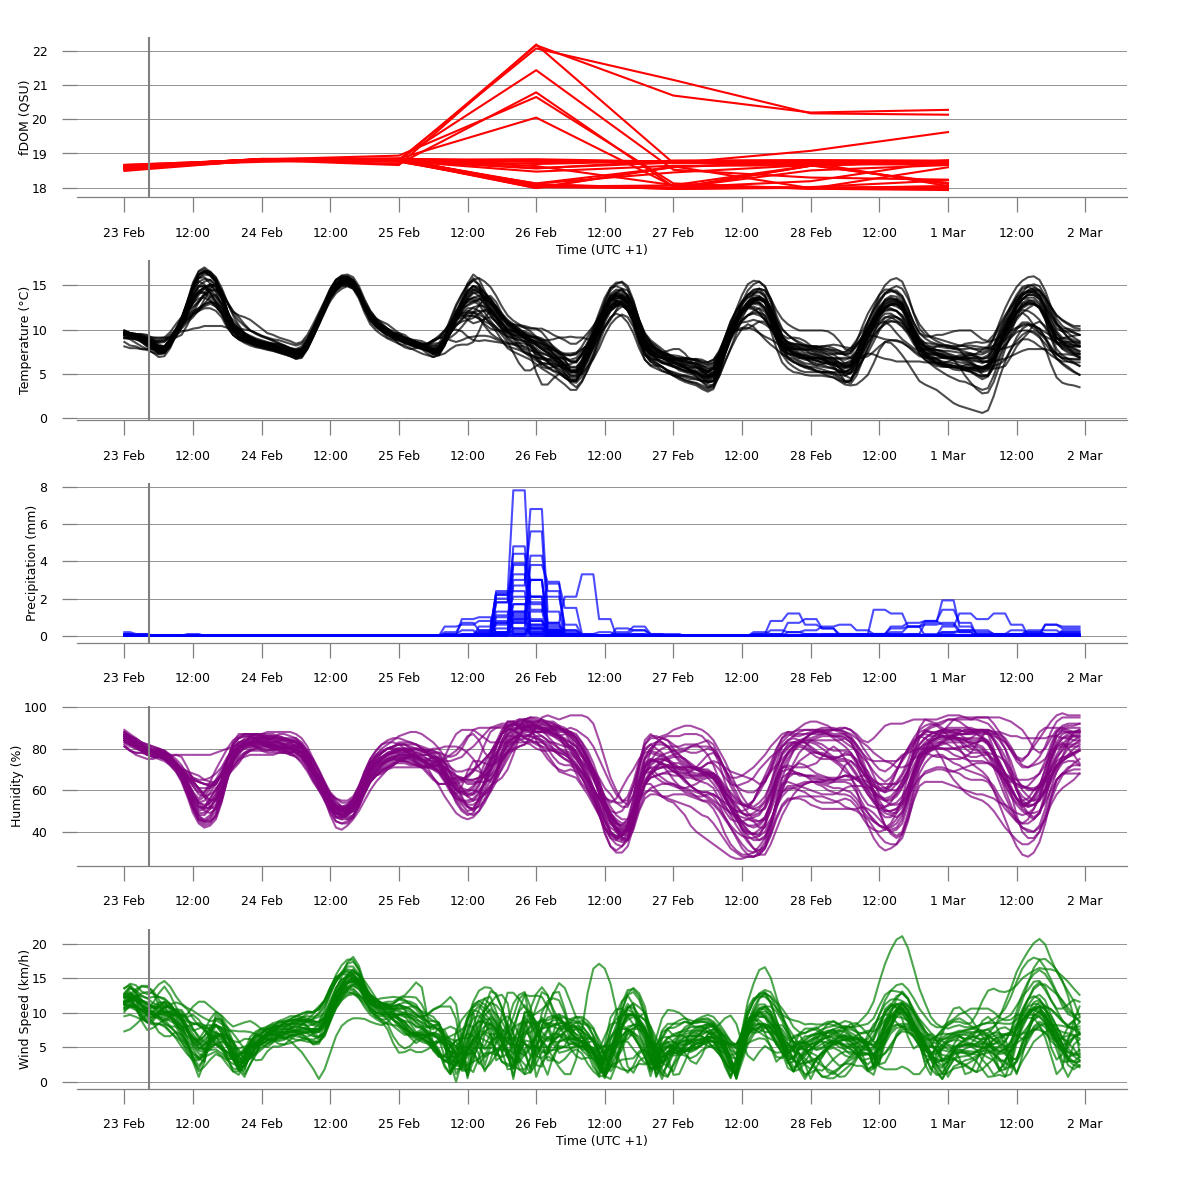 22
21
20
19
18
fDOM (QSU)
23 Feb 12:00 24 Feb 12:00 25 Feb 12:00 26 Feb 12:00 27 Feb 12:00 28 Feb 12:00 1 Mar 12:00 2 Mar
Time (UTC +1)
15
10
5
0
Temperature (°C)
23 Feb 12:00 24 Feb 12:00 25 Feb 12:00 26 Feb 12:00 27 Feb 12:00 28 Feb 12:00 1 Mar 12:00 2 Mar
8
6
4
2
0
Precipitation (mm)
23 Feb 12:00 24 Feb 12:00 25 Feb 12:00 26 Feb 12:00 27 Feb 12:00 28 Feb 12:00 1 Mar 12:00 2 Mar
100
80
60
40
Humidity (%)
23 Feb 12:00 24 Feb 12:00 25 Feb 12:00 26 Feb 12:00 27 Feb 12:00 28 Feb 12:00 1 Mar 12:00 2 Mar
20
15
10
5
0
Wind Speed (km/h)
23 Feb 12:00 24 Feb 12:00 25 Feb 12:00 26 Feb 12:00 27 Feb 12:00 28 Feb 12:00 1 Mar 12:00 2 Mar
Time (UTC +1)